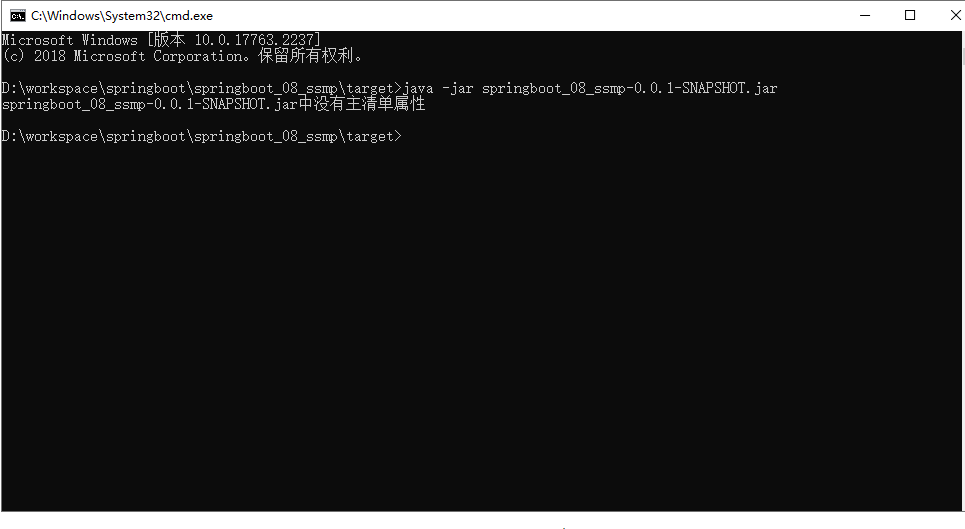 C:\Windows\System32\cmd.exe
Microsoft Windows [版本 10.0.17763.2237]
(c) 2018 Microsoft Corporation。保留所有权利。
D:\workspace\springboot\springboot_08_ssmp\target>java -jar springboot_08_ssmp-0.0.1-SNAPSHOT.jar
springboot_08_ssmp-0.0.1-SNAPSHOT.jar中没有主清单属性
D:\workspace\springboot\springboot_08_ssmp\target>